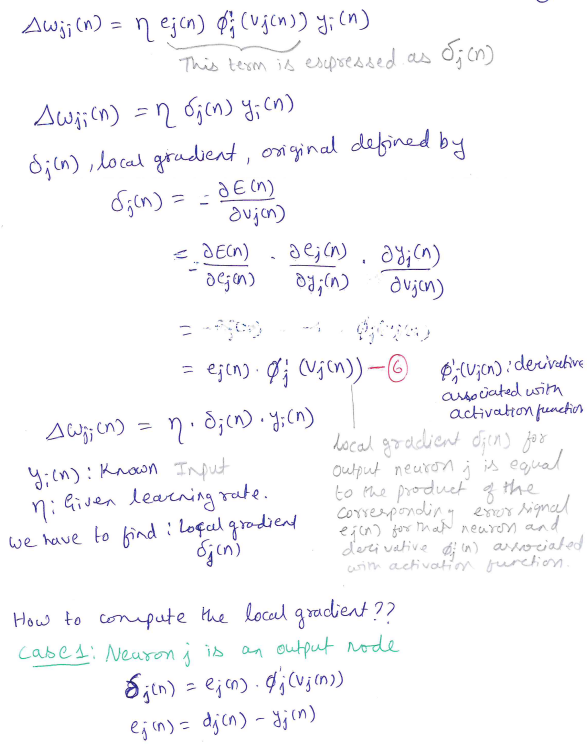 Δwji(n) = η ej(n) φ'j(vj(n)) yi(n)
This term is expressed as δj(n)
Δwji(n) = η δj(n) yi(n)
δj(n), local gradient, original defined by
δj(n) = - ∂E(n)/∂vj(n)
= - ∂E(n)/∂ej(n) · ∂ej(n)/∂yj(n) · ∂yj(n)/∂vj(n)
=
= ej(n) · φ'j (vj(n)) — 6
φ'j(vj(n): derivative
associated with
activation function
Δwji(n) = η · δj(n) · yi(n)
yi(n): Known Input
η: Given learning rate.
we have to find: Local gradient
δj(n)
local gradient δj(n) for
output neuron j is equal
to the product of the
corresponding error signal
ej(n) for that neuron and
derivative φ'j(n) associated
with activation function.
How to compute the local gradient??
Case1: Neuron j is an output node
δj(n) = ej(n) · φ'j(vj(n))
ej(n) = dj(n) - yj(n)